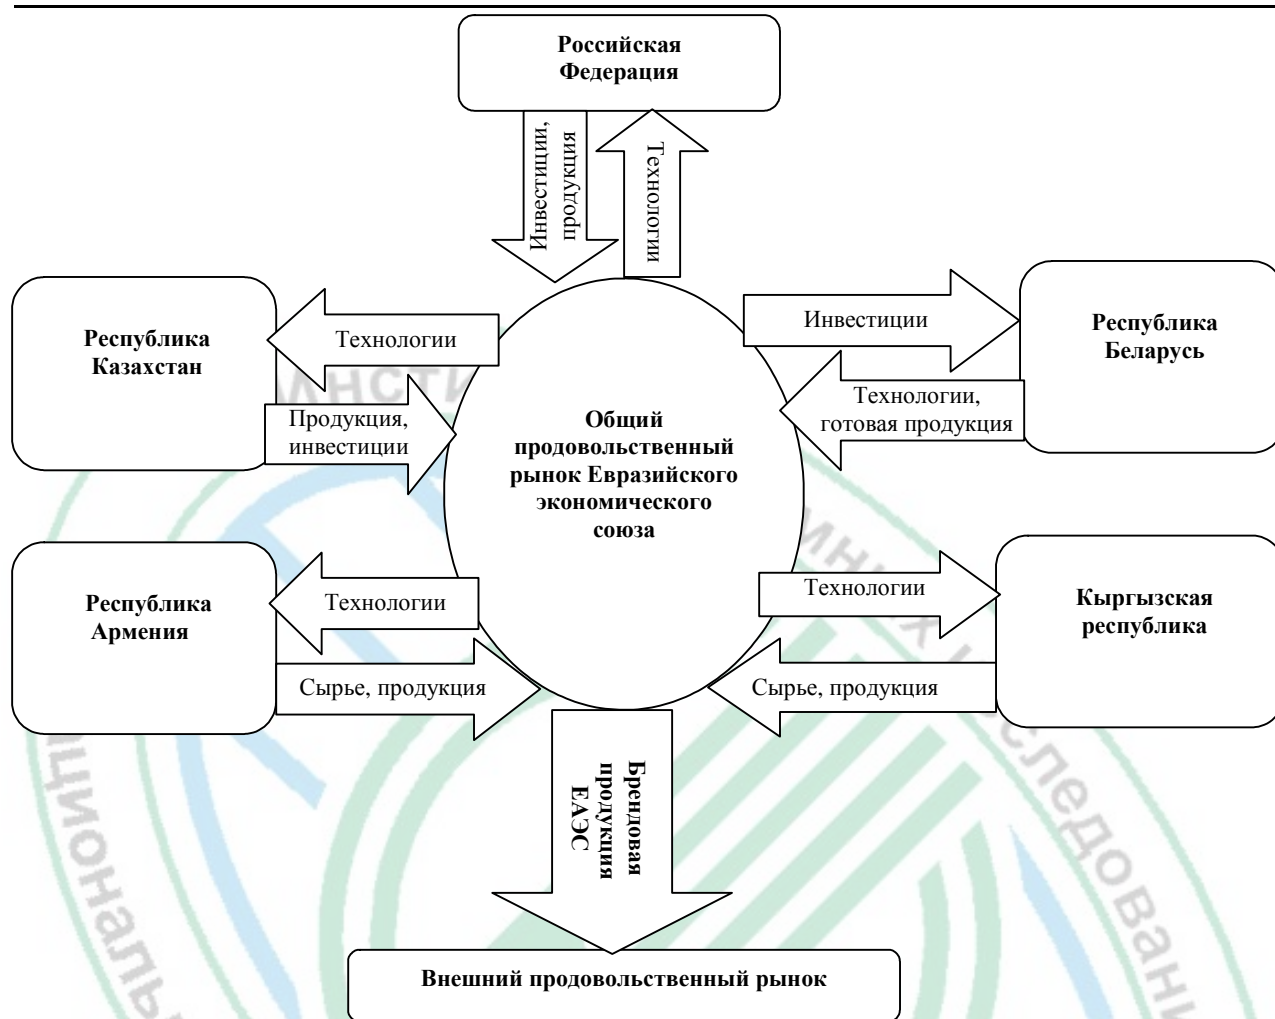 Российская
Федерация
Инвестиции,
продукция
Технологии
Республика
Казахстан
Технологии
Продукция,
инвестиции
Инвестиции
Республика
Беларусь
Технологии,
готовая продукция
Общий
продовольственный
рынок Евразийского
экономического
союза
Республика
Армения
Технологии
Сырье, продукция
Технологии
Кыргызская
республика
Сырье, продукция
Брендовая
продукция
ЕАЭС
Внешний продовольственный рынок